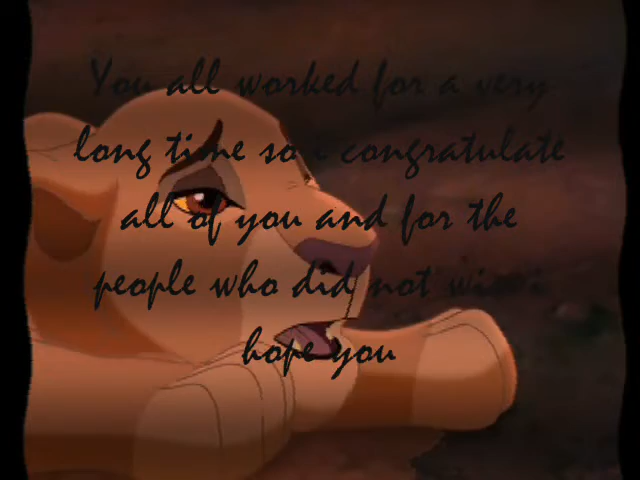 You all worked for a very
long time so i congratulate
all of you and for the
people who did not win i
hope you